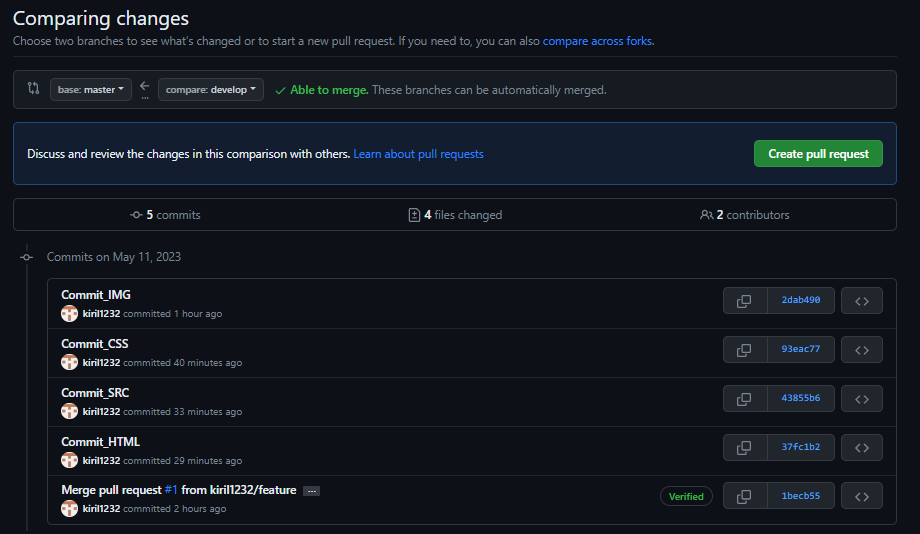 Comparing changes
Choose two branches to see what's changed or to start a new pull request. If you need to, you can also compare across forks.
base: master ← compare: develop ✓ Able to merge. These branches can be automatically merged.
...
Discuss and review the changes in this comparison with others. Learn about pull requests Create pull request
5 commits 4 files changed 2 contributors
Commits on May 11, 2023
Commit_IMG
kiril1232 committed 1 hour ago 2dab490 <>
Commit_CSS
kiril1232 committed 40 minutes ago 93eac77 <>
Commit_SRC
kiril1232 committed 33 minutes ago 43855b6 <>
Commit_HTML
kiril1232 committed 29 minutes ago 37fc1b2 <>
Merge pull request #1 from kiril1232/feature ...
kiril1232 committed 2 hours ago Verified 1becb55 <>